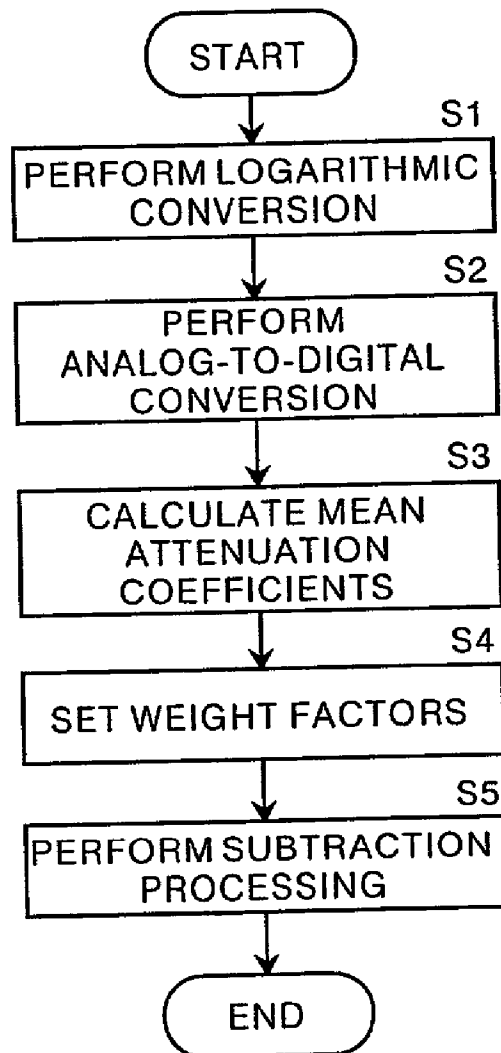 START
S1
PERFORM LOGARITHMIC
CONVERSION
S2
PERFORM
ANALOG-TO-DIGITAL
CONVERSION
S3
CALCULATE MEAN
ATTENUATION
COEFFICIENTS
S4
SET WEIGHT FACTORS
S5
PERFORM SUBTRACTION
PROCESSING
END